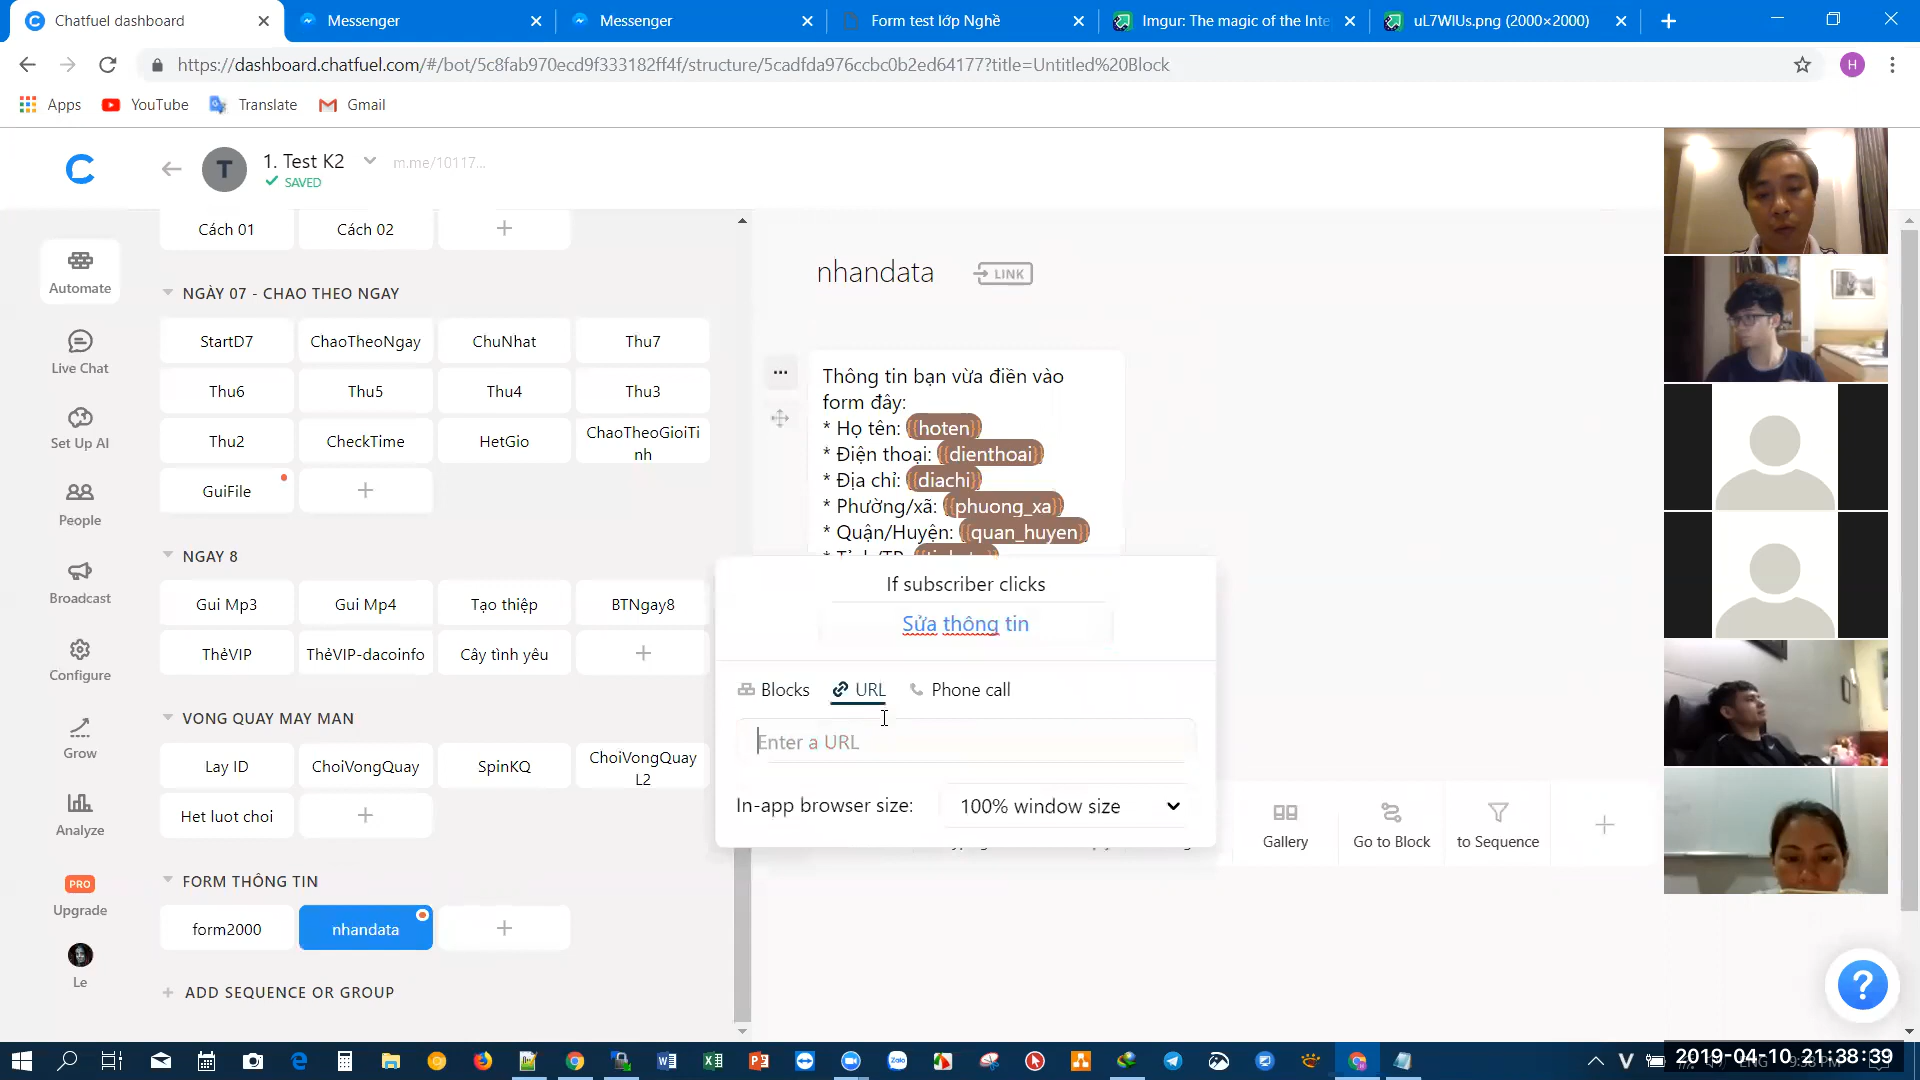 Chatfuel dashboard
Messenger
Messenger
Form test lớp Nghề
Imgur: The magic of the Inte
uL7WlUs.png (2000×2000)
https://dashboard.chatfuel.com/#/bot/5c8fab970ecd9f333182ff4f/structure/5cadfda976ccbc0b2ed64177?title=Untitled%20Block
H
Apps
YouTube
Translate
Gmail
T
1. Test K2
m.me/10117...
SAVED
Automate
Live Chat
Set Up AI
People
Broadcast
Configure
Grow
Analyze
PRO
Upgrade
Le
Cách 01
Cách 02
NGÀY 07 - CHAO THEO NGAY
StartD7
ChaoTheoNgay
ChuNhat
Thu7
Thu6
Thu5
Thu4
Thu3
Thu2
CheckTime
HetGio
ChaoTheoGioiTi
nh
GuiFile
NGAY 8
Gui Mp3
Gui Mp4
Tạo thiệp
BTNgay8
ThẻVIP
ThẻVIP-dacoinfo
Cây tình yêu
VONG QUAY MAY MAN
Lay ID
ChoiVongQuay
SpinKQ
ChoiVongQuay
L2
Het luot choi
FORM THÔNG TIN
form2000
nhandata
ADD SEQUENCE OR GROUP
nhandata
LINK
Thông tin bạn vừa điền vào
form đây:
* Họ tên: {{hoten}}
* Điện thoại: {{dienthoai}}
* Địa chỉ: {{diachi}}
* Phường/xã: {{phuong_xa}}
* Quận/Huyện: {{quan_huyen}}
If subscriber clicks
Sửa thông tin
Blocks
URL
Phone call
Enter a URL
In-app browser size:
100% window size
Gallery
Go to Block
to Sequence
?
2019-04-10 21:38:39